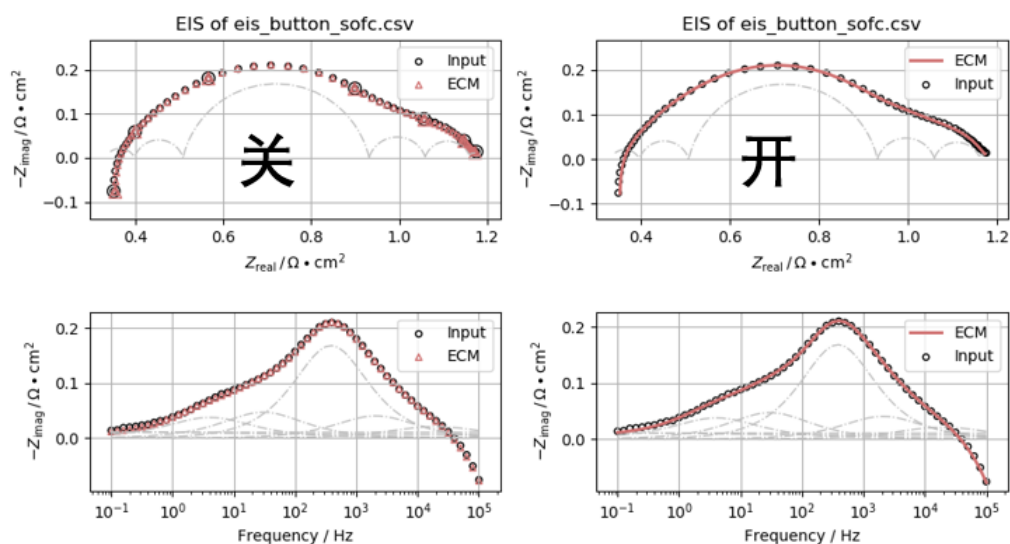 EIS of eis_button_sofc.csv
−Z_imag / Ω • cm²
0.2
0.1
0.0
−0.1
Input
ECM
关
0.4 0.6 0.8 1.0 1.2
Z_real / Ω • cm²
EIS of eis_button_sofc.csv
−Z_imag / Ω • cm²
0.2
0.1
0.0
−0.1
ECM
Input
开
0.4 0.6 0.8 1.0 1.2
Z_real / Ω • cm²
−Z_imag / Ω • cm²
0.2
0.1
0.0
Input
ECM
10⁻¹ 10⁰ 10¹ 10² 10³ 10⁴ 10⁵
Frequency / Hz
−Z_imag / Ω • cm²
0.2
0.1
0.0
ECM
Input
10⁻¹ 10⁰ 10¹ 10² 10³ 10⁴ 10⁵
Frequency / Hz